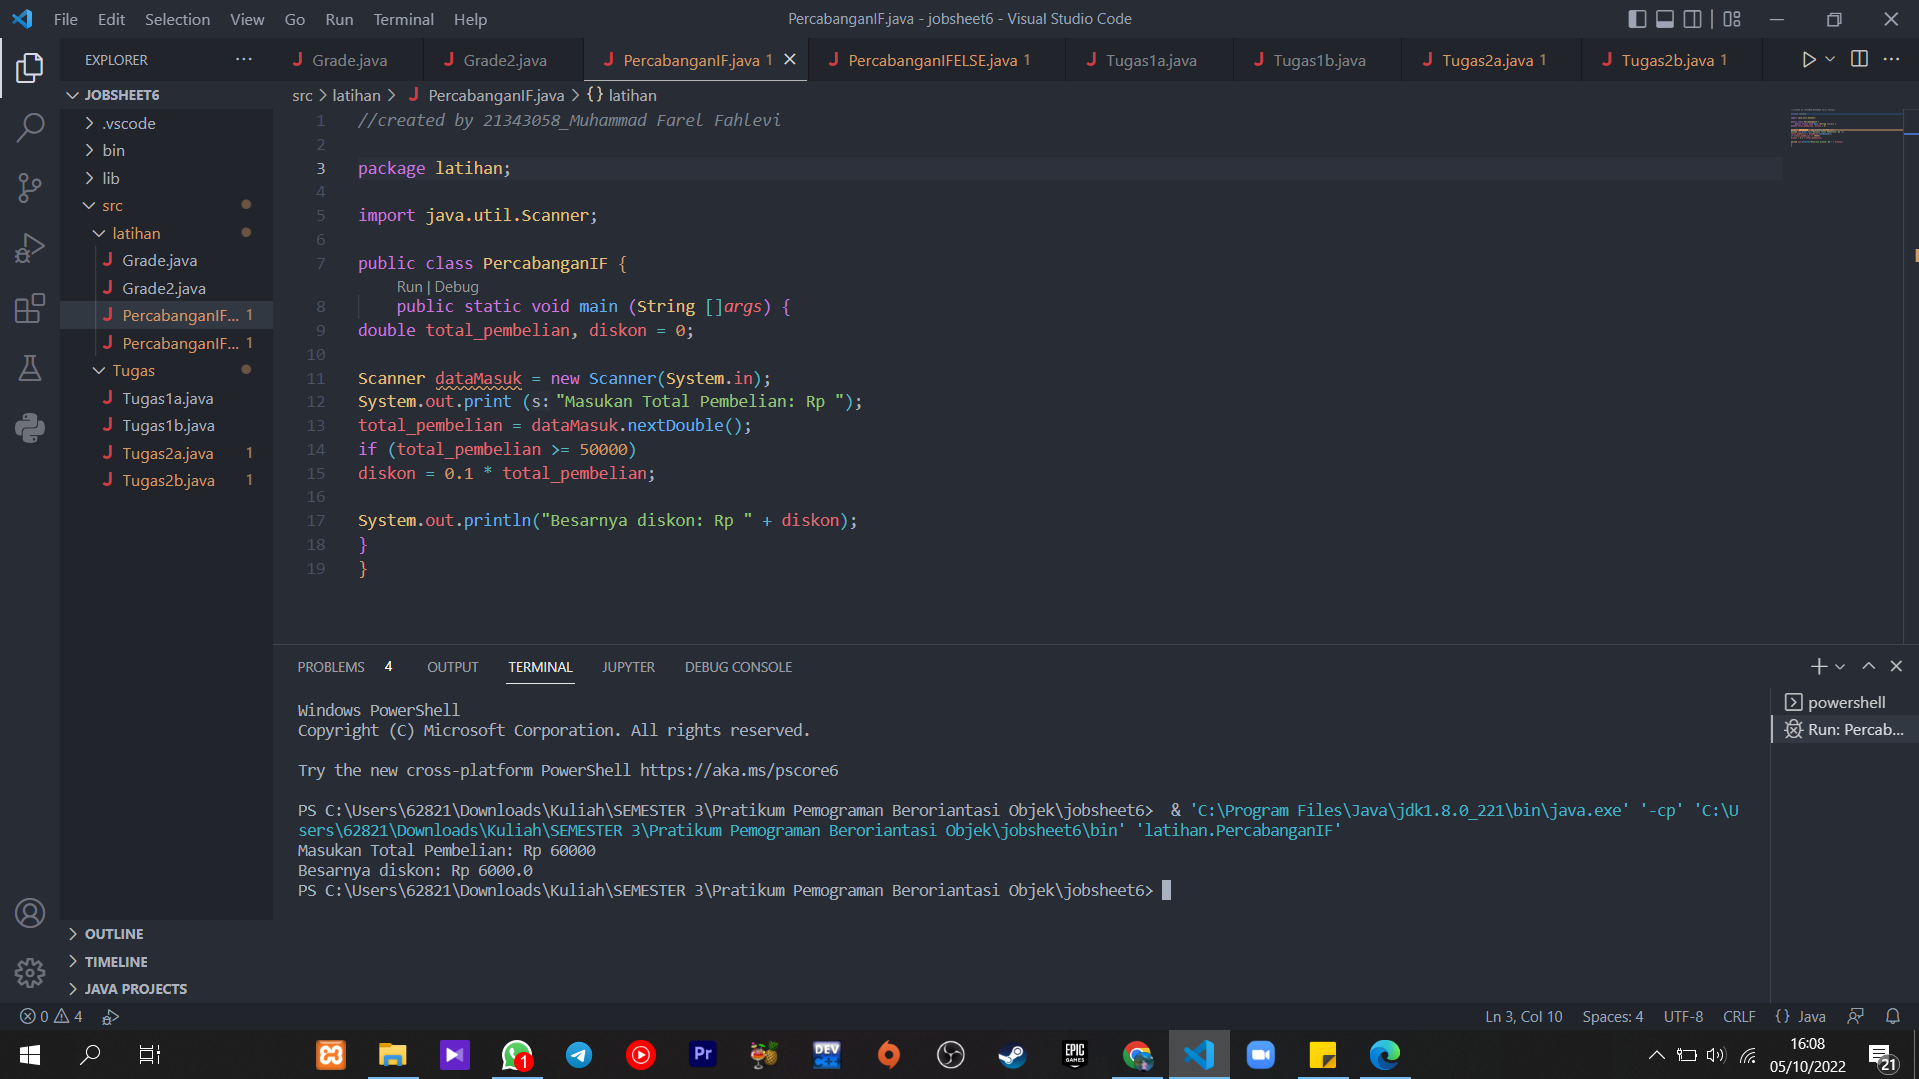 File Edit Selection View Go Run Terminal Help
PercabanganIF.java - jobsheet6 - Visual Studio Code
EXPLORER
Grade.java
Grade2.java
PercabanganIF.java 1
PercabanganIFELSE.java 1
Tugas1a.java
Tugas1b.java
Tugas2a.java 1
Tugas2b.java 1
JOBSHEET6
.vscode
bin
lib
src
latihan
Grade.java
Grade2.java
PercabanganIF... 1
PercabanganIF... 1
Tugas
Tugas1a.java
Tugas1b.java
Tugas2a.java 1
Tugas2b.java 1
OUTLINE
TIMELINE
JAVA PROJECTS
src > latihan > PercabanganIF.java > {} latihan
1 //created by 21343058_Muhammad Farel Fahlevi
2
3 package latihan;
4
5 import java.util.Scanner;
6
7 public class PercabanganIF {
Run | Debug
8 public static void main (String []args) {
9 double total_pembelian, diskon = 0;
10
11 Scanner dataMasuk = new Scanner(System.in);
12 System.out.print (s: "Masukan Total Pembelian: Rp ");
13 total_pembelian = dataMasuk.nextDouble();
14 if (total_pembelian >= 50000)
15 diskon = 0.1 * total_pembelian;
16
17 System.out.println("Besarnya diskon: Rp " + diskon);
18 }
19 }
PROBLEMS 4 OUTPUT TERMINAL JUPYTER DEBUG CONSOLE
powershell
Run: Percab...
Windows PowerShell
Copyright (C) Microsoft Corporation. All rights reserved.
Try the new cross-platform PowerShell https://aka.ms/pscore6
PS C:\Users\62821\Downloads\Kuliah\SEMESTER 3\Pratikum Pemograman Beroriantasi Objek\jobsheet6>  & 'C:\Program Files\Java\jdk1.8.0_221\bin\java.exe' '-cp' 'C:\U
sers\62821\Downloads\Kuliah\SEMESTER 3\Pratikum Pemograman Beroriantasi Objek\jobsheet6\bin' 'latihan.PercabanganIF'
Masukan Total Pembelian: Rp 60000
Besarnya diskon: Rp 6000.0
PS C:\Users\62821\Downloads\Kuliah\SEMESTER 3\Pratikum Pemograman Beroriantasi Objek\jobsheet6>
0 4
Ln 3, Col 10 Spaces: 4 UTF-8 CRLF {} Java
1
Pr
DEV C++
EPIC GAMES
16:08
05/10/2022
21